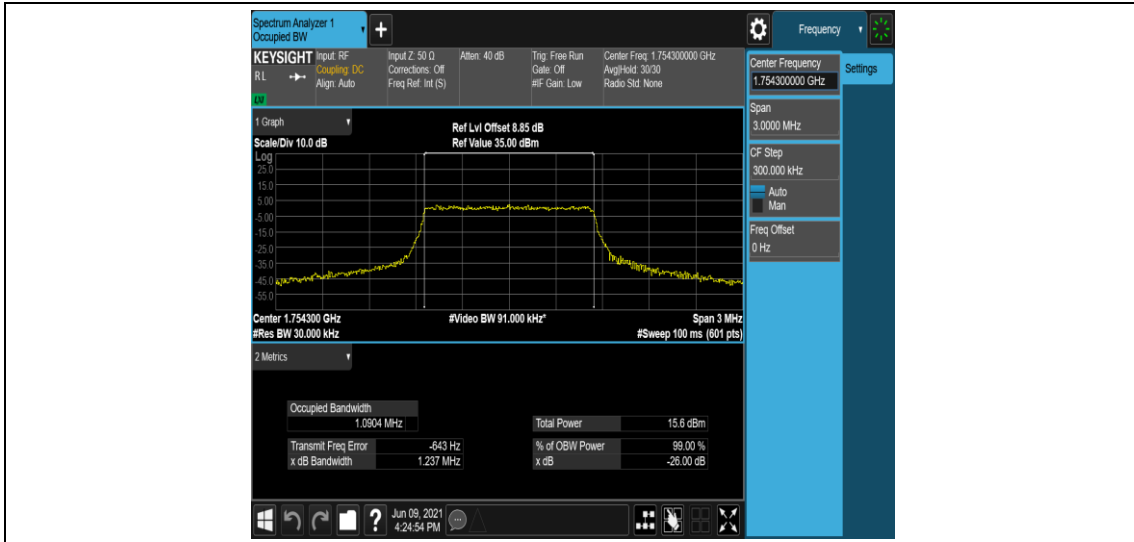 Spectrum Analyzer 1
Occupied BW
Frequency
KEYSIGHT
Input: RF
Coupling: DC
Align: Auto
Input Z: 50 Ω
Corrections: Off
Freq Ref: Int (S)
Atten: 40 dB
Trig: Free Run
Gate: Off
#IF Gain: Low
Center Freq: 1.754300000 GHz
Avg|Hold: 30/30
Radio Std: None
R L
Center Frequency
1.754300000 GHz
Settings
Span
3.0000 MHz
CF Step
300.000 kHz
Auto
Man
Freq Offset
0 Hz
1 Graph
Ref Lvl Offset 8.85 dB
Scale/Div 10.0 dB
Ref Value 35.00 dBm
Log
25.0
15.0
5.00
-5.00
-15.0
-25.0
-35.0
-45.0
-55.0
Center 1.754300 GHz
#Video BW 91.000 kHz*
Span 3 MHz
#Res BW 30.000 kHz
#Sweep 100 ms (601 pts)
2 Metrics
Occupied Bandwidth
1.0904 MHz
Total Power 15.6 dBm
Transmit Freq Error -643 Hz
% of OBW Power 99.00 %
x dB Bandwidth 1.237 MHz
x dB -26.00 dB
?
Jun 09, 2021
4:24:54 PM